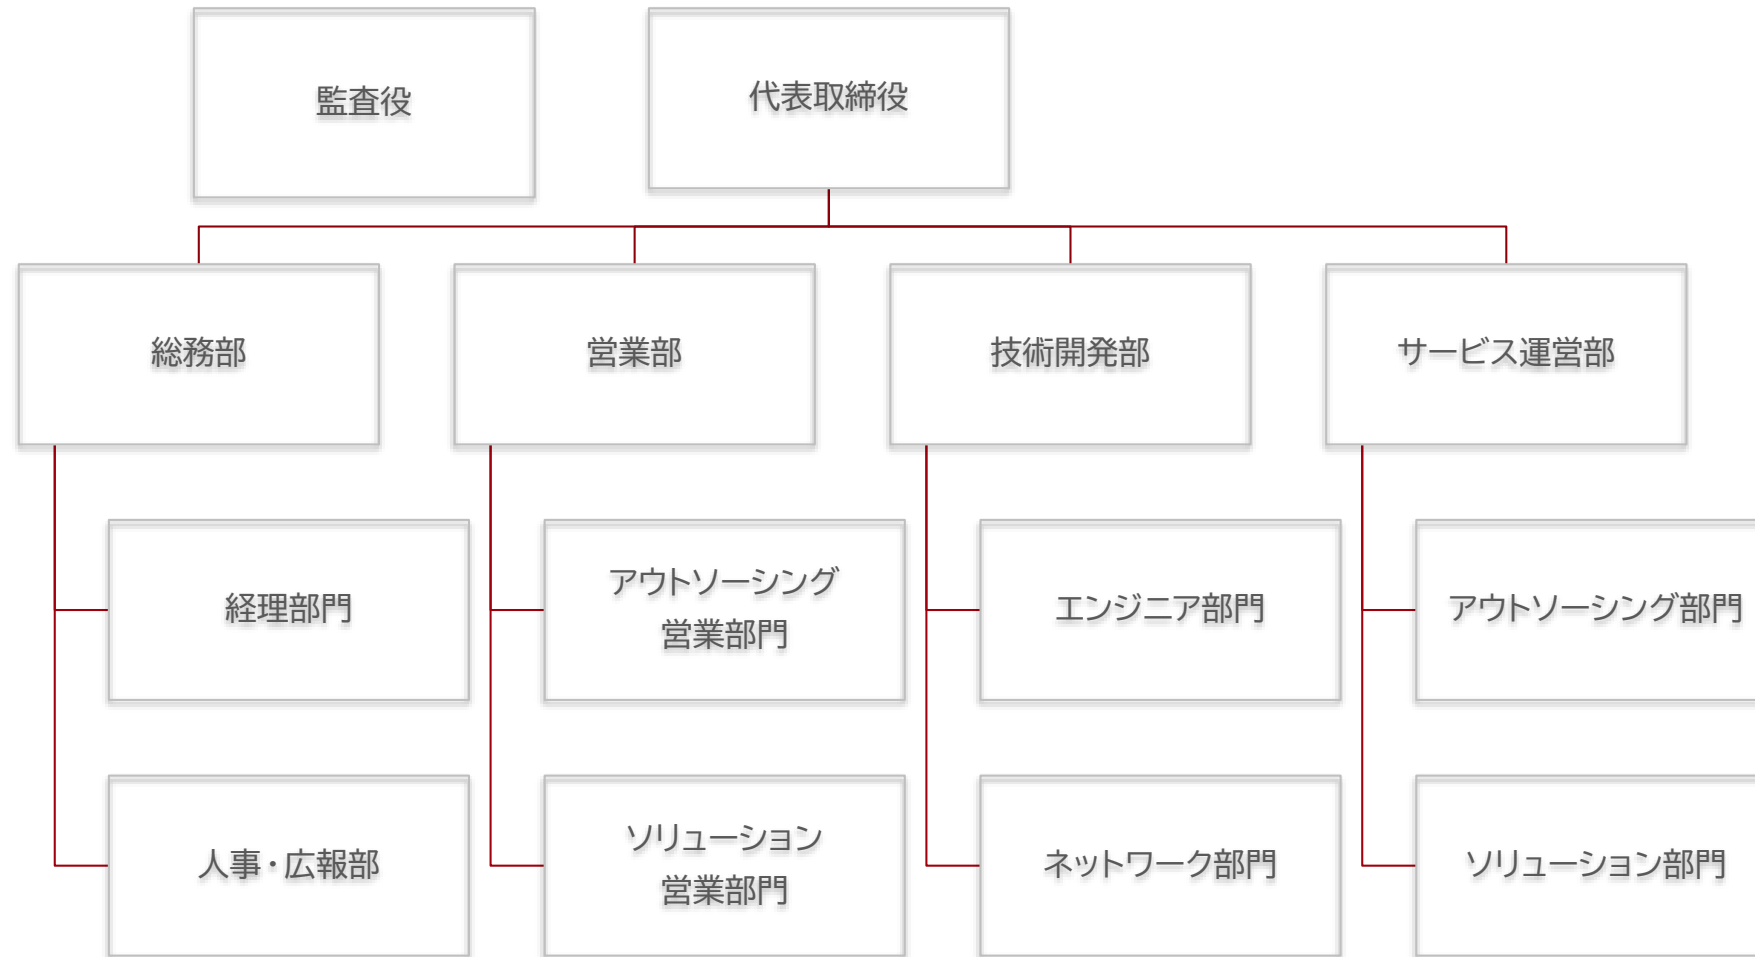 監査役
代表取締役
総務部
営業部
技術開発部
サービス運営部
経理部門
アウトソーシング
営業部門
エンジニア部門
アウトソーシング部門
人事・広報部
ソリューション
営業部門
ネットワーク部門
ソリューション部門